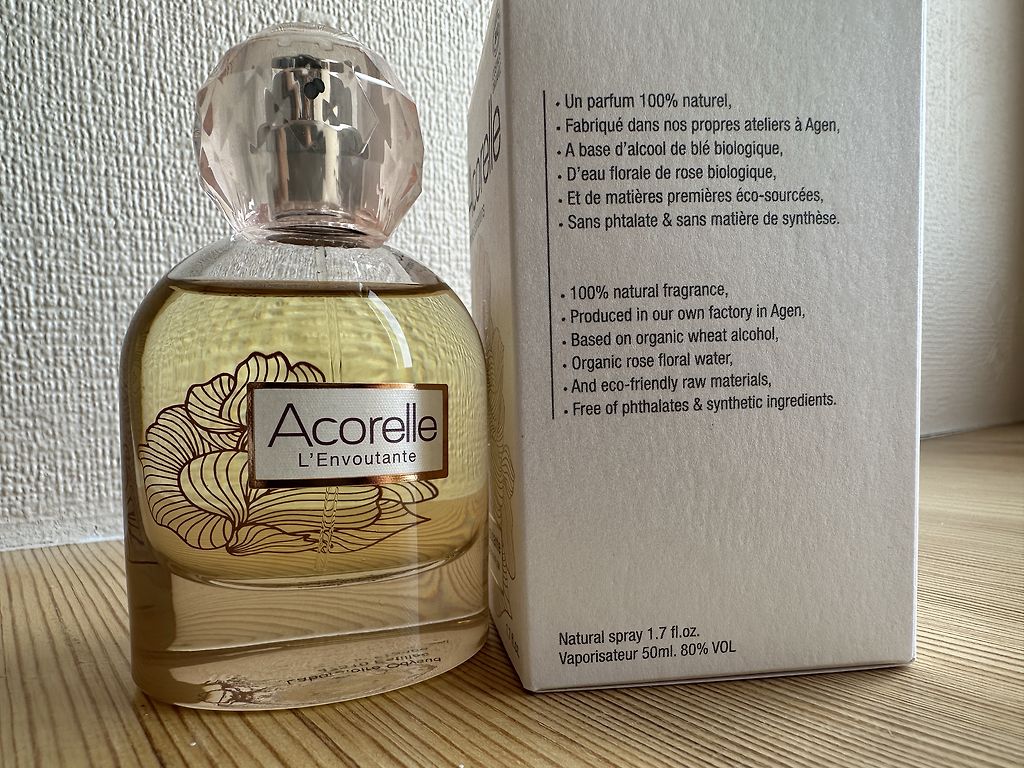 Acorelle
L'Envoutante
• Un parfum 100% naturel,
• Fabriqué dans nos propres ateliers à Agen,
• A base d'alcool de blé biologique,
• D'eau florale de rose biologique,
• Et de matières premières éco-sourcées,
• Sans phtalate & sans matière de synthèse.
• 100% natural fragrance,
• Produced in our own factory in Agen,
• Based on organic wheat alcohol,
• Organic rose floral water,
• And eco-friendly raw materials,
• Free of phthalates & synthetic ingredients.
Natural spray 1.7 fl.oz.
Vaporisateur 50ml. 80% VOL